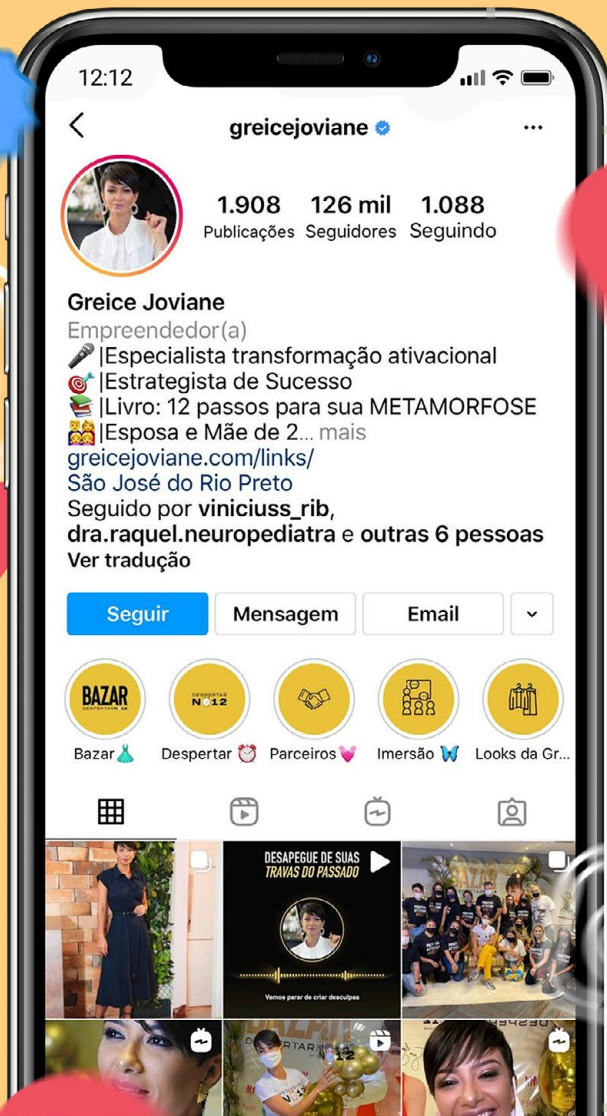 12:12
greicejoviane
1.908 126 mil 1.088
Publicações Seguidores Seguindo
Greice Joviane
Empreendedor(a)
|Especialista transformação ativacional
|Estrategista de Sucesso
|Livro: 12 passos para sua METAMORFOSE
|Esposa e Mãe de 2... mais
greicejoviane.com/links/
São José do Rio Preto
Seguido por viniciuss_rib,
dra.raquel.neuropediatra e outras 6 pessoas
Ver tradução
Seguir Mensagem Email
BAZAR
DESPERTAR
Nº12
Bazar Despertar Parceiros Imersão Looks da Gr...
DESAPEGUE DE SUAS
TRAVAS DO PASSADO
Vamos parar de criar desculpas